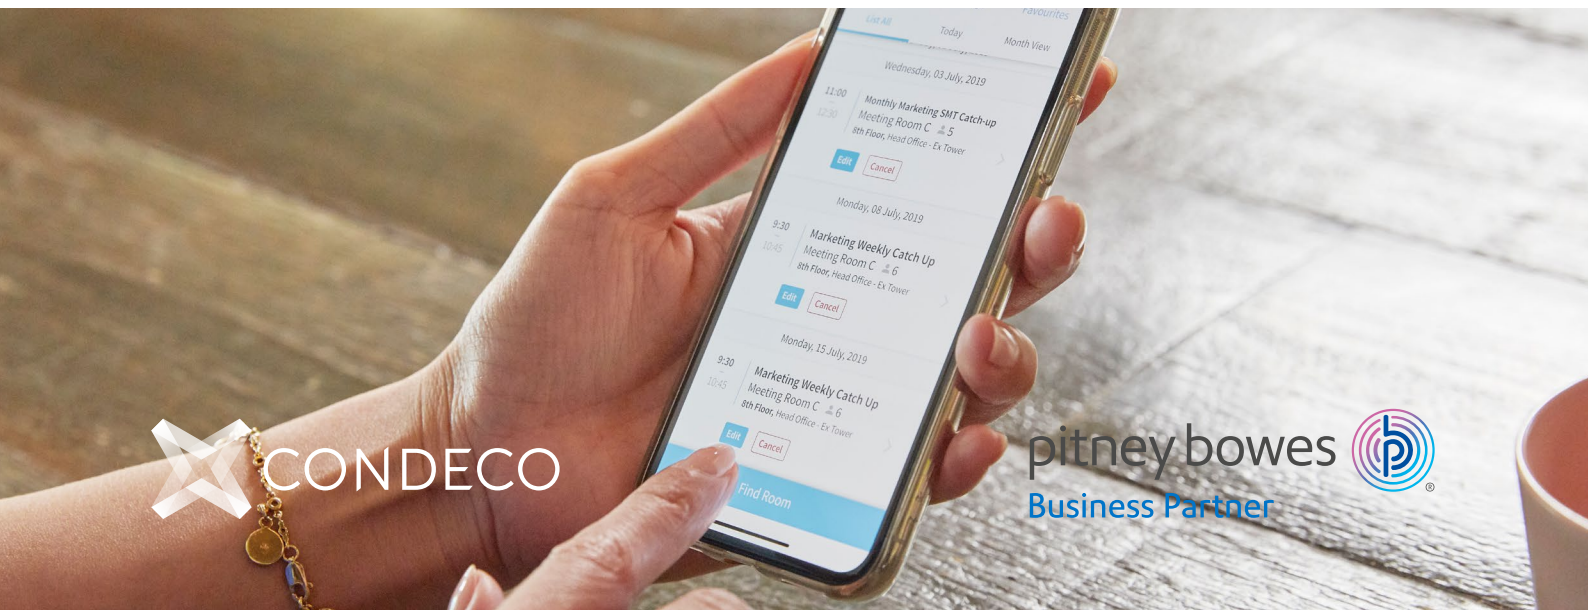 Favourites
List All
Today
Month View
Wednesday, 03 July, 2019
11:00
12:30
Monthly Marketing SMT Catch-up
Meeting Room C 5
8th Floor, Head Office - Ex Tower
Edit
Cancel
Monday, 08 July, 2019
9:30
10:45
Marketing Weekly Catch Up
Meeting Room C 6
8th Floor, Head Office - Ex Tower
Edit
Cancel
Monday, 15 July, 2019
9:30
10:45
Marketing Weekly Catch Up
Meeting Room C 6
8th Floor, Head Office - Ex Tower
Edit
Cancel
Find Room
CONDECO
pitney bowes
®
Business Partner